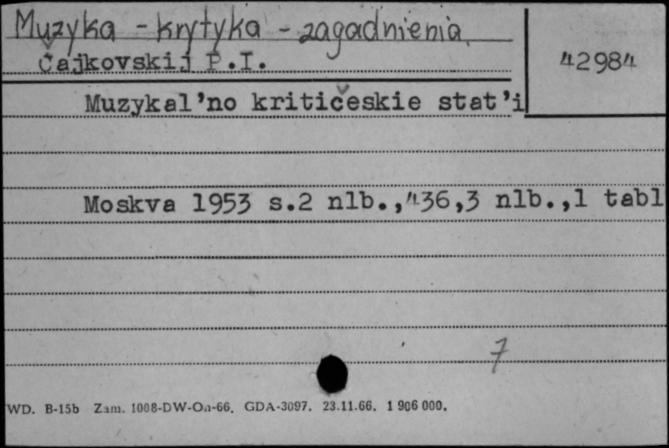 Muzyka - krytyka - zagadnienia.
Čajkovskij P.I.
42984
Muzykal'no kritičeskie stat'i
Moskva 1953 s.2 nlb.,436,3 nlb.,1 tabl
7
WD. B-15b Zam. 1008-DW-On-66. GDA-3097. 23.11.66. 1 906 000.